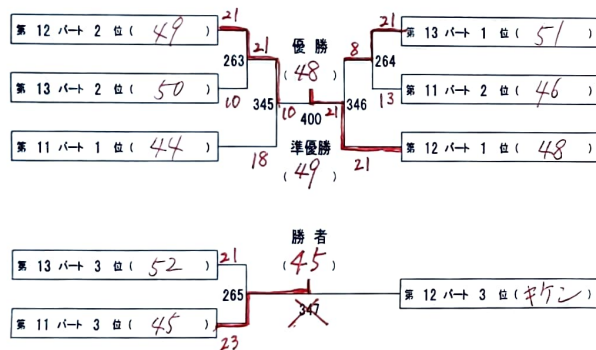 第 12 パート 2 位 ( 49 )
21
263
第 13 パート 2 位 ( 50 )
10
21
345
第 11 パート 1 位 ( 44 )
18
優 勝
( 48 )
10
400
21
準優勝
( 49 )
21
第 13 パート 1 位 ( 51 )
8
264
第 11 パート 2 位 ( 46 )
13
346
第 12 パート 1 位 ( 48 )
21
第 13 パート 3 位 ( 52 )
21
265
第 11 パート 3 位 ( 45 )
23
勝 者
( 45 )
347
第 12 パート 3 位 ( キケン )